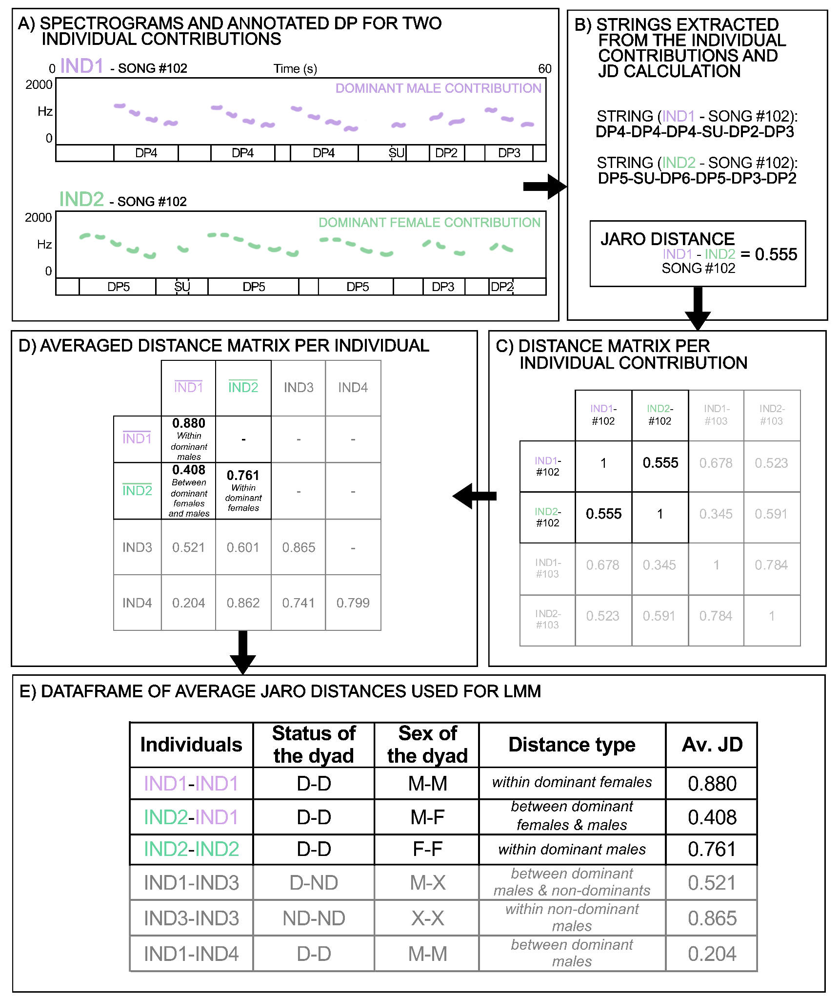 A) SPECTROGRAMS AND ANNOTATED DP FOR TWO
INDIVIDUAL CONTRIBUTIONS
0 IND1 - SONG #102 Time (s) 60
2000
Hz
0
DOMINANT MALE CONTRIBUTION
DP4 DP4 DP4 SU DP2 DP3
IND2 - SONG #102
2000
Hz
0
DOMINANT FEMALE CONTRIBUTION
DP5 SU DP5 DP5 DP3 DP2
B) STRINGS EXTRACTED
FROM THE INDIVIDUAL
CONTRIBUTIONS AND
JD CALCULATION
STRING (IND1 - SONG #102):
DP4-DP4-DP4-SU-DP2-DP3
STRING (IND2 - SONG #102):
DP5-SU-DP6-DP5-DP3-DP2
JARO DISTANCE
IND1 - IND2 = 0.555
SONG #102
C) DISTANCE MATRIX PER
INDIVIDUAL CONTRIBUTION
IND1- IND2- IND1- IND2-
#102 #102 #103 #103
IND1-
#102 1 0.555 0.678 0.523
IND2-
#102 0.555 1 0.345 0.591
IND1-
#103 0.678 0.345 1 0.784
IND2-
#103 0.523 0.591 0.784 1
D) AVERAGED DISTANCE MATRIX PER INDIVIDUAL
IND1 IND2 IND3 IND4
IND1 0.880 - - -
Within
dominant
males
IND2 0.408 0.761 - -
Between Within
dominant dominant
females females
and males
IND3 0.521 0.601 0.865 -
IND4 0.204 0.862 0.741 0.799
E) DATAFRAME OF AVERAGE JARO DISTANCES USED FOR LMM
Individuals Status of the dyad Sex of the dyad Distance type Av. JD
IND1-IND1 D-D M-M within dominant females 0.880
IND2-IND1 D-D M-F between dominant females & males 0.408
IND2-IND2 D-D F-F within dominant males 0.761
IND1-IND3 D-ND M-X between dominant males & non-dominants 0.521
IND3-IND3 ND-ND X-X within non-dominant males 0.865
IND1-IND4 D-D M-M between dominant males 0.204